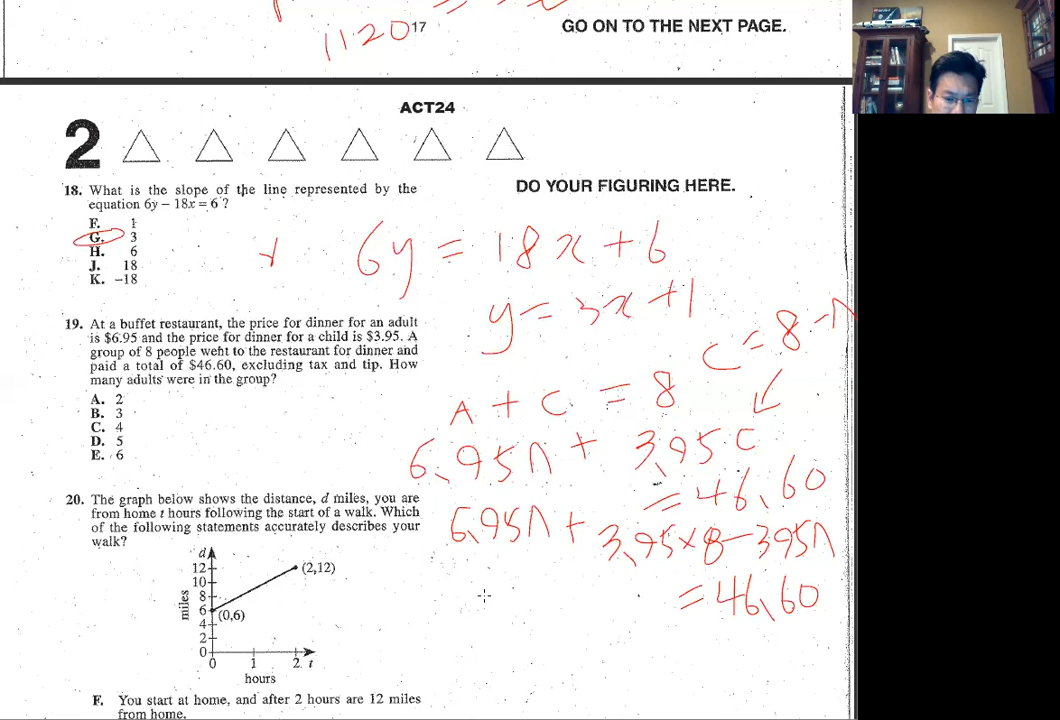 1120
17
GO ON TO THE NEXT PAGE.
ACT24
2
DO YOUR FIGURING HERE.
18. What is the slope of the line represented by the
equation 6y − 18x = 6 ?
F. 1
G. 3
H. 6
J. 18
K. −18
6y = 18x + 6
y = 3x + 1
19. At a buffet restaurant, the price for dinner for an adult
is $6.95 and the price for dinner for a child is $3.95. A
group of 8 people went to the restaurant for dinner and
paid a total of $46.60, excluding tax and tip. How
many adults were in the group?
A. 2
B. 3
C. 4
D. 5
E. 6
C = 8 - A
A + C = 8
6.95A + 3.95C
= 46.60
6.95A + 3.95×8 - 3.95A
= 46.60
20. The graph below shows the distance, d miles, you are
from home t hours following the start of a walk. Which
of the following statements accurately describes your
walk?
d
12
(2,12)
10
8
6
(0,6)
4
2
0
miles
0 1 2 t
hours
F. You start at home, and after 2 hours are 12 miles
from home.